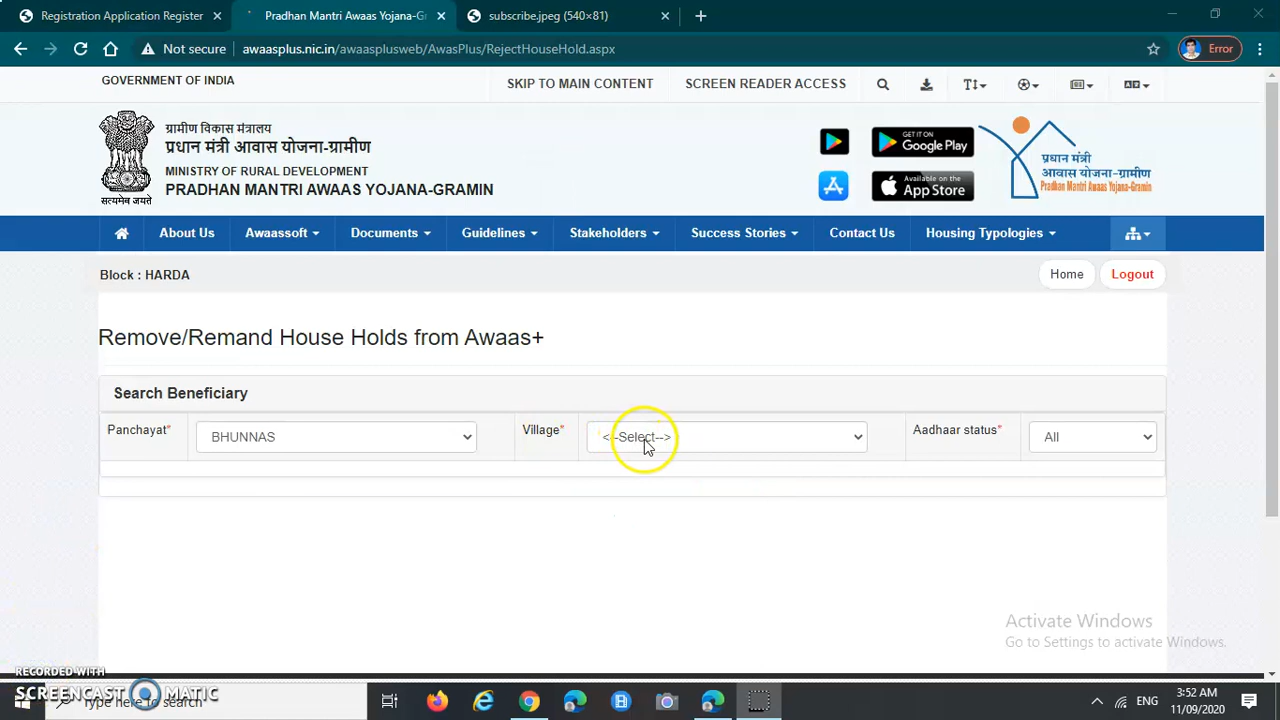 Registration Application Register
Pradhan Mantri Awaas Yojana-Gr
subscribe.jpeg (540×81)
Not secure
awaasplus.nic.in/awaasplusweb/AwasPlus/RejectHouseHold.aspx
Error
GOVERNMENT OF INDIA
SKIP TO MAIN CONTENT
SCREEN READER ACCESS
ग्रामीण विकास मंत्रालय
प्रधान मंत्री आवास योजना-ग्रामीण
MINISTRY OF RURAL DEVELOPMENT
PRADHAN MANTRI AWAAS YOJANA-GRAMIN
सत्यमेव जयते
GET IT ON
Google Play
Available on the
App Store
प्रधान मंत्री
आवास योजना-ग्रामीण
Pradhan Mantri Awaas Yojana-Gramin
About Us
Awaassoft
Documents
Guidelines
Stakeholders
Success Stories
Contact Us
Housing Typologies
Block : HARDA
Home
Logout
Remove/Remand House Holds from Awaas+
Search Beneficiary
Panchayat*
BHUNNAS
Village*
<--Select-->
Aadhaar status*
All
Activate Windows
Go to Settings to activate Windows.
RECORDED WITH
SCREENCAST MATIC
Type here to search
ENG
3:52 AM
11/09/2020